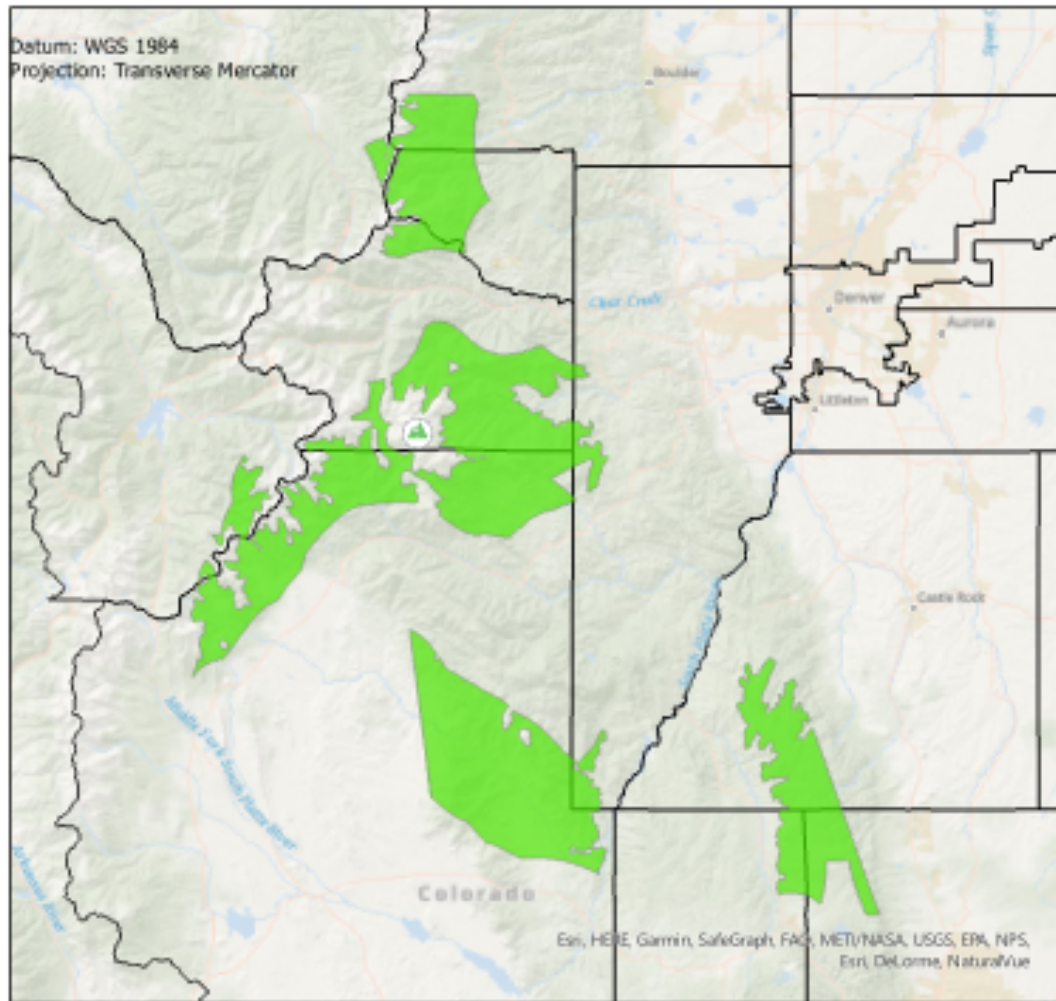 Datum: WGS 1984
Projection: Transverse Mercator
Boulder
Clear Creek
Denver
Aurora
Littleton
Castle Rock
South Platte River
Middle Fork South Platte River
Arkansas River
Colorado
Esri, HERE, Garmin, SafeGraph, FAO, METI/NASA, USGS, EPA, NPS,
Esri, DeLorme, NaturalVue